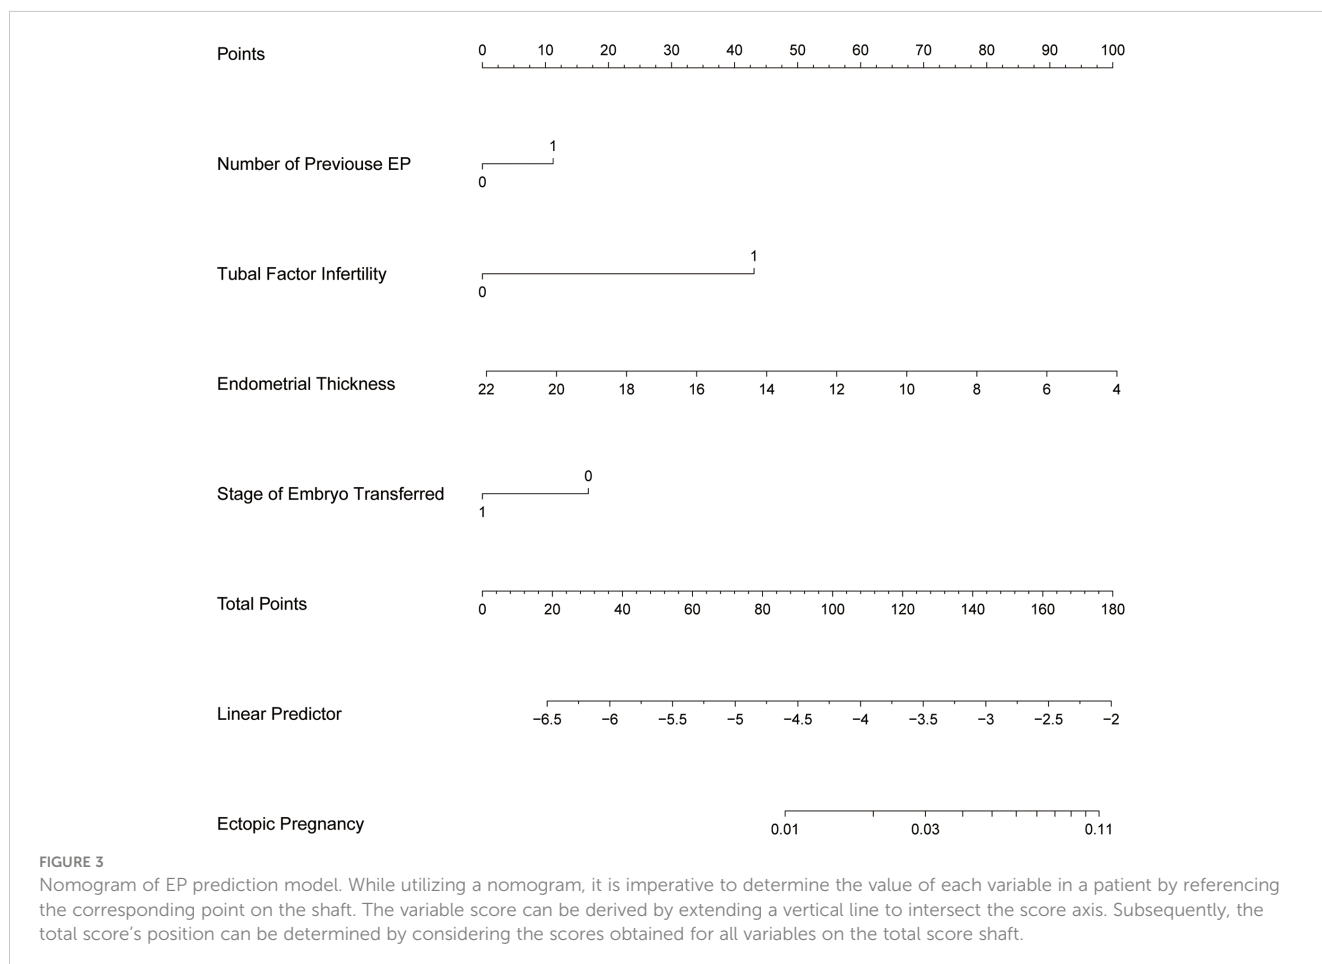 Points
0 10 20 30 40 50 60 70 80 90 100
1
Number of Previouse EP
0
1
Tubal Factor Infertility
0
Endometrial Thickness
22 20 18 16 14 12 10 8 6 4
0
Stage of Embryo Transferred
1
Total Points
0 20 40 60 80 100 120 140 160 180
Linear Predictor
−6.5 −6 −5.5 −5 −4.5 −4 −3.5 −3 −2.5 −2
Ectopic Pregnancy
0.01 0.03 0.11
FIGURE 3
Nomogram of EP prediction model. While utilizing a nomogram, it is imperative to determine the value of each variable in a patient by referencing
the corresponding point on the shaft. The variable score can be derived by extending a vertical line to intersect the score axis. Subsequently, the
total score’s position can be determined by considering the scores obtained for all variables on the total score shaft.